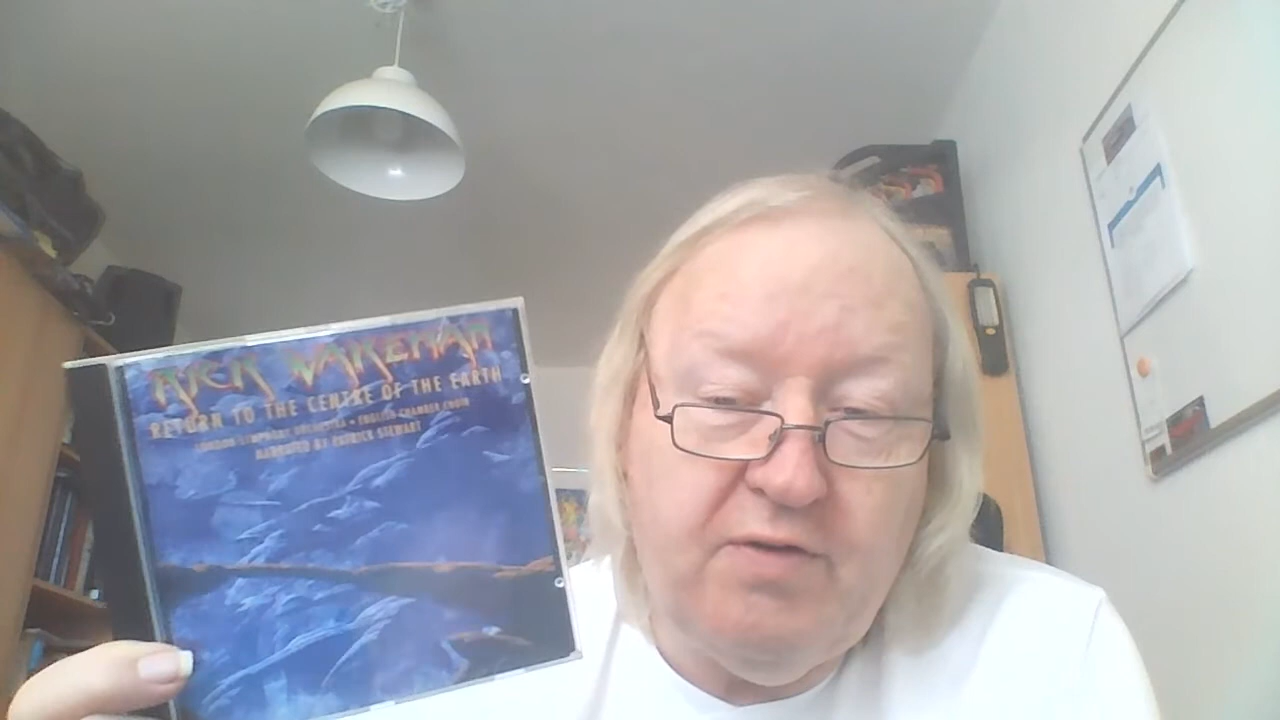 RICK WAKEMAN
RETURN TO THE CENTRE OF THE EARTH
LONDON SYMPHONY ORCHESTRA • ENGLISH CHAMBER CHOIR
NARRATED BY PATRICK STEWART